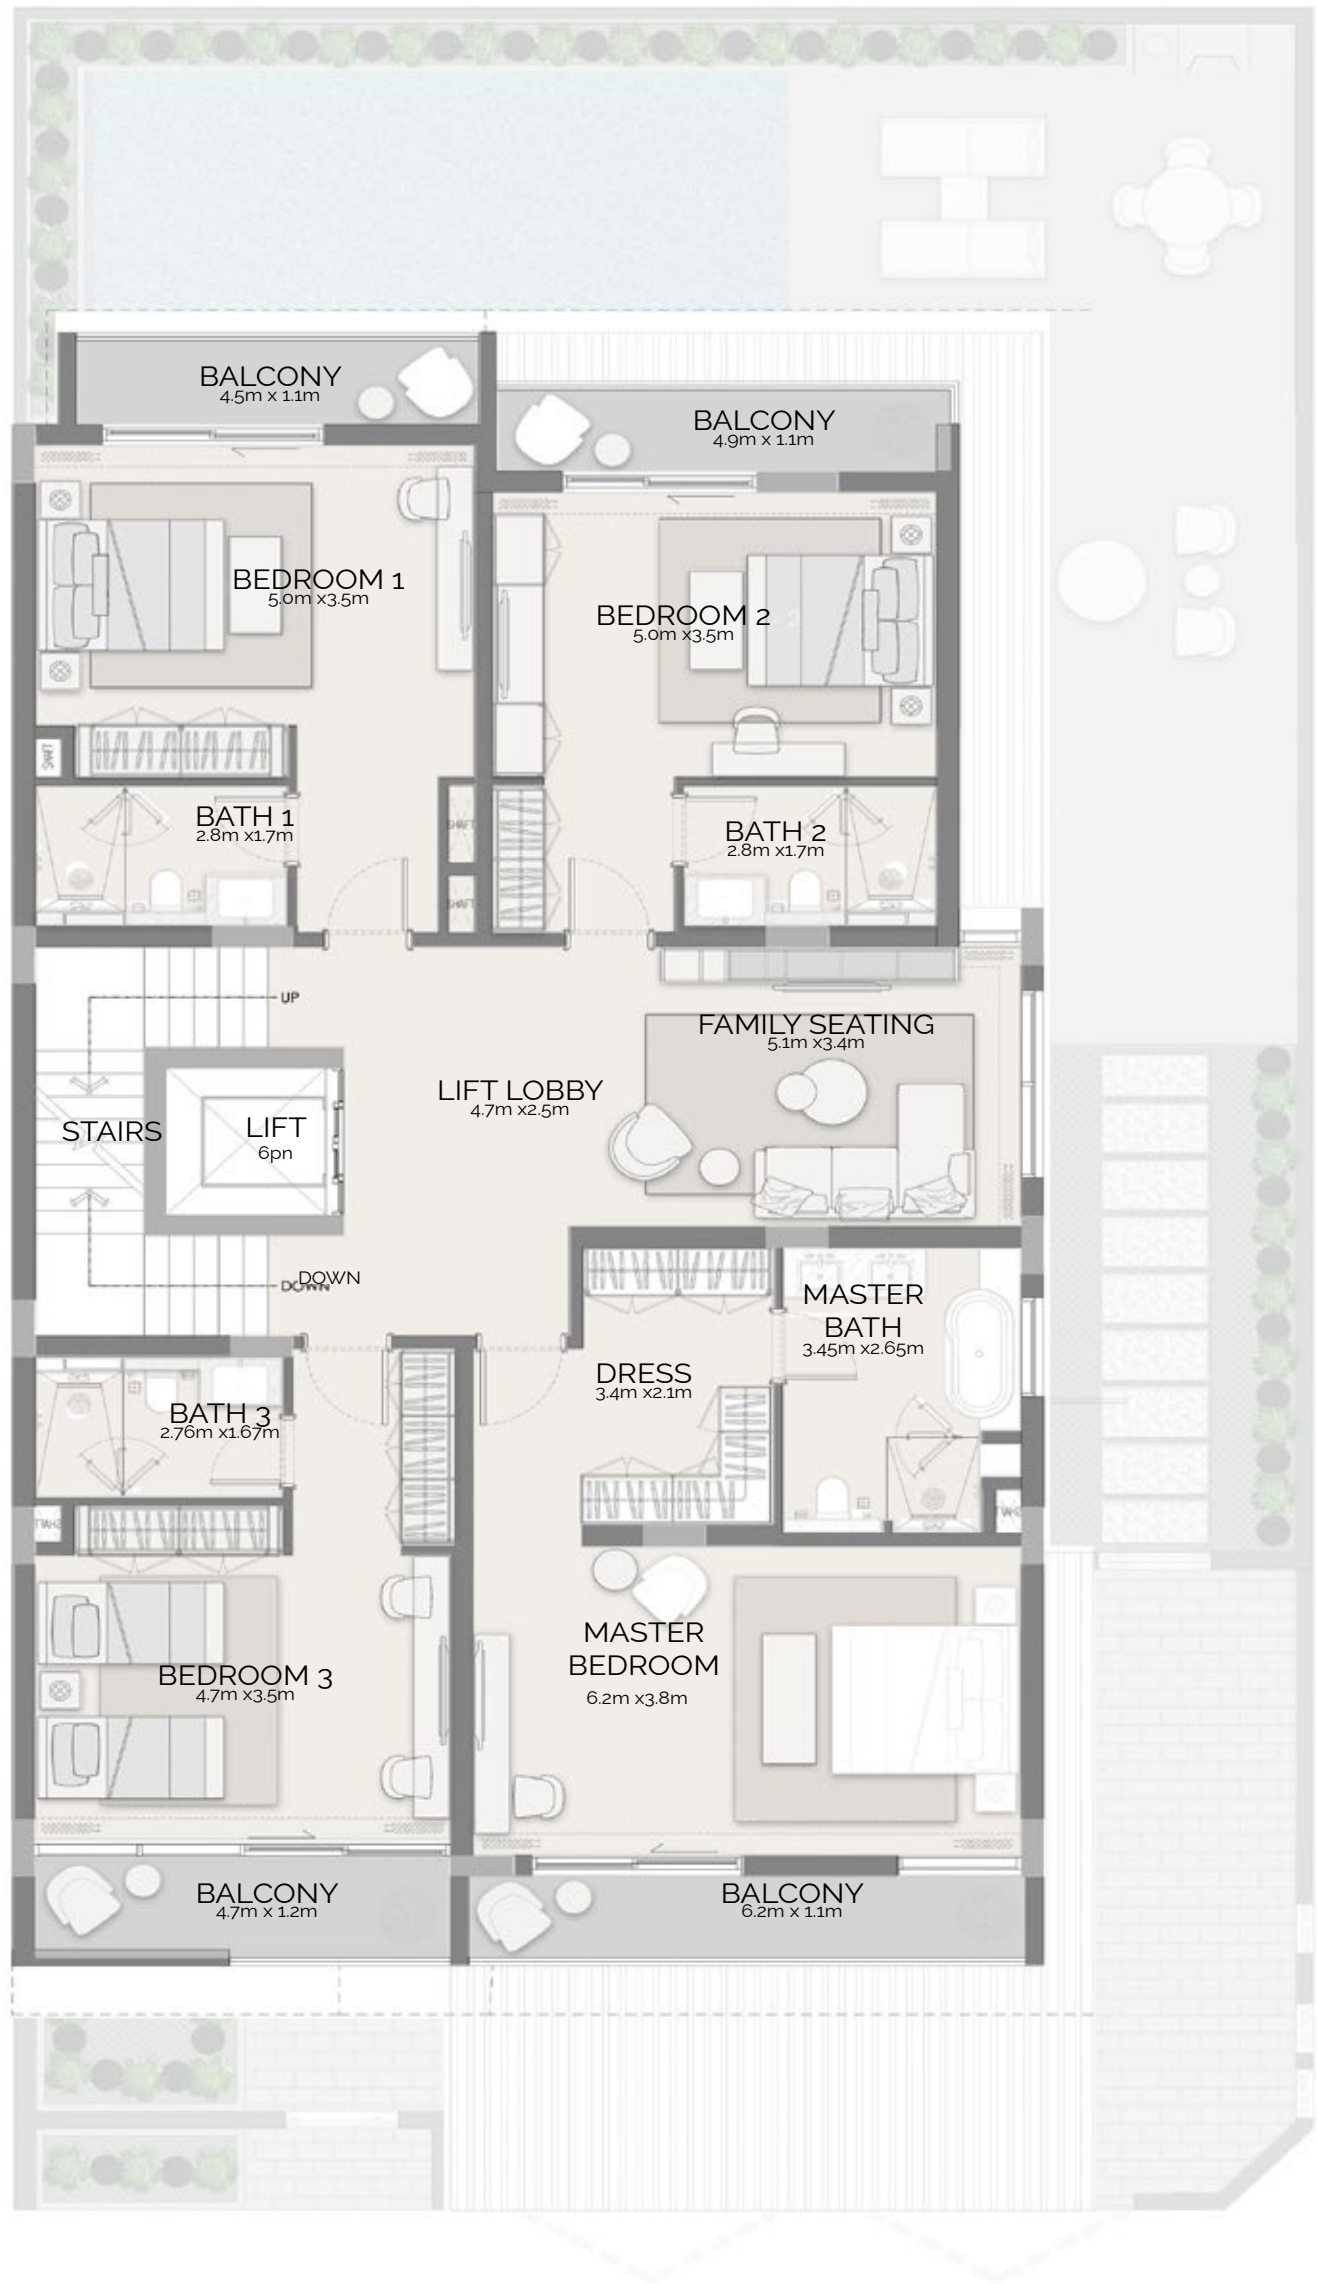 BALCONY
4.5m x 1.1m
BALCONY
4.9m x 1.1m
BEDROOM 1
5.0m x3.5m
BEDROOM 2
5.0m x3.5m
2
SHAFT
BATH 1
2.8m x1.7m
SHAFT
SHAFT
BATH 2
2.8m x1.7m
UP
FAMILY SEATING
5.1m x3.4m
LIFT LOBBY
4.7m x2.5m
STAIRS
LIFT
6pn
DOWN
DOWN
MASTER
BATH
3.45m x2.65m
DRESS
3.4m x2.1m
BATH 3
2.76m x1.67m
SHAFT
SHAFT
MASTER
BEDROOM
6.2m x3.8m
BEDROOM 3
4.7m x3.5m
BALCONY
4.7m x 1.2m
BALCONY
6.2m x 1.1m